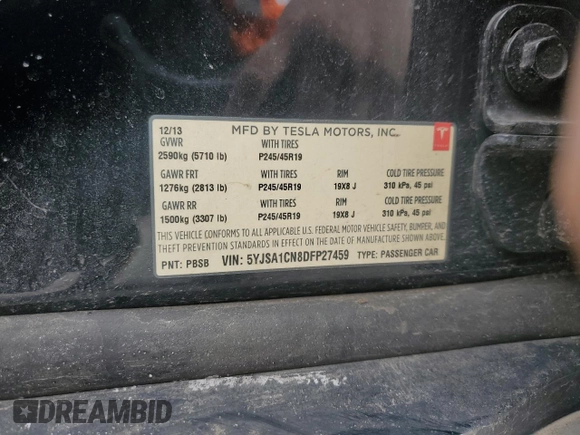 12/13 MFD BY TESLA MOTORS, INC.
GVWR WITH TIRES
2590kg (5710 lb) P245/45R19
GAWR FRT WITH TIRES RIM COLD TIRE PRESSURE
1276kg (2813 lb) P245/45R19 19X8 J 310 kPa, 45 psi
GAWR RR WITH TIRES RIM COLD TIRE PRESSURE
1500kg (3307 lb) P245/45R19 19X8 J 310 kPa, 45 psi
THIS VEHICLE CONFORMS TO ALL APPLICABLE U.S. FEDERAL MOTOR VEHICLE SAFETY, BUMPER, AND
THEFT PREVENTION STANDARDS IN EFFECT ON THE DATE OF MANUFACTURE SHOWN ABOVE.
PNT: PBSB VIN: 5YJSA1CN8DFP27459 TYPE: PASSENGER CAR
DREAMBID